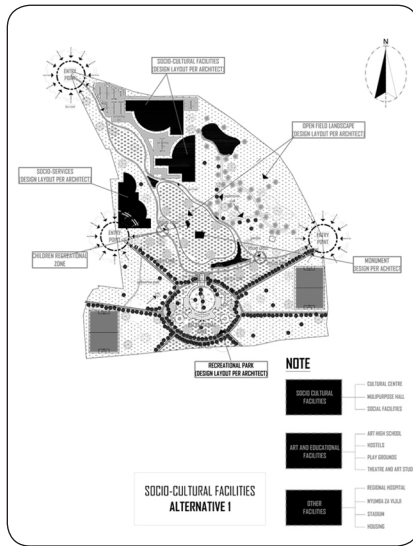 N
ENTRY
POINT
SOCIO-CULTURAL FACILITIES
(DESIGN LAYOUT PER ARCHITECT)
OPEN FIELD LANDSCAPE
(DESIGN LAYOUT PER ARCHITECT)
SOCIO-SERVICES
DESIGN LAYOUT PER ARCHITECT)
ENTRY
POINT
ENTRY
POINT
CHILDREN RECREATIONAL
ZONE
MONUMENT
DESIGN PER ACHITECT)
RECREATIONAL PARK
(DESIGN LAYOUT PER ARCHITECT)
NOTE
SOCIO CULTURAL
FACILITIES
CULTURAL CENTRE
MULIPURPOSE HALL
SOCIAL FACILITIES
ART AND EDUCATIONAL
FACILITIES
ART HIGH SCHOOL
HOSTELS
PLAY GROUNDS
THEATRE AND ART STUD
OTHER
FACILITIES
REGIONAL HOSPITAL
NYUMBA ZA VIJIJI
STADIUM
HOUSING
SOCIO-CULTURAL FACILITIES
ALTERNATIVE 1